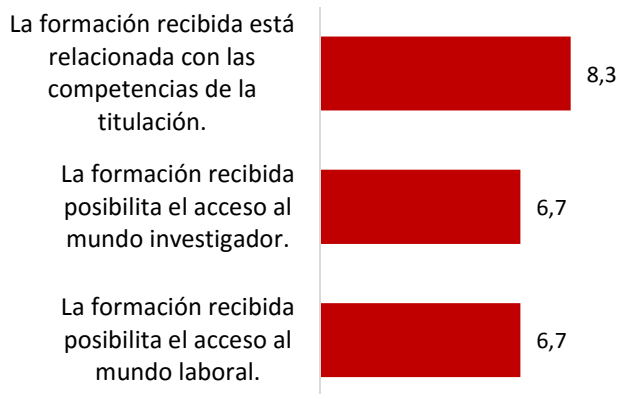 La formación recibida está
relacionada con las
competencias de la
titulación.
8,3
La formación recibida
posibilita el acceso al
mundo investigador.
6,7
La formación recibida
posibilita el acceso al
mundo laboral.
6,7